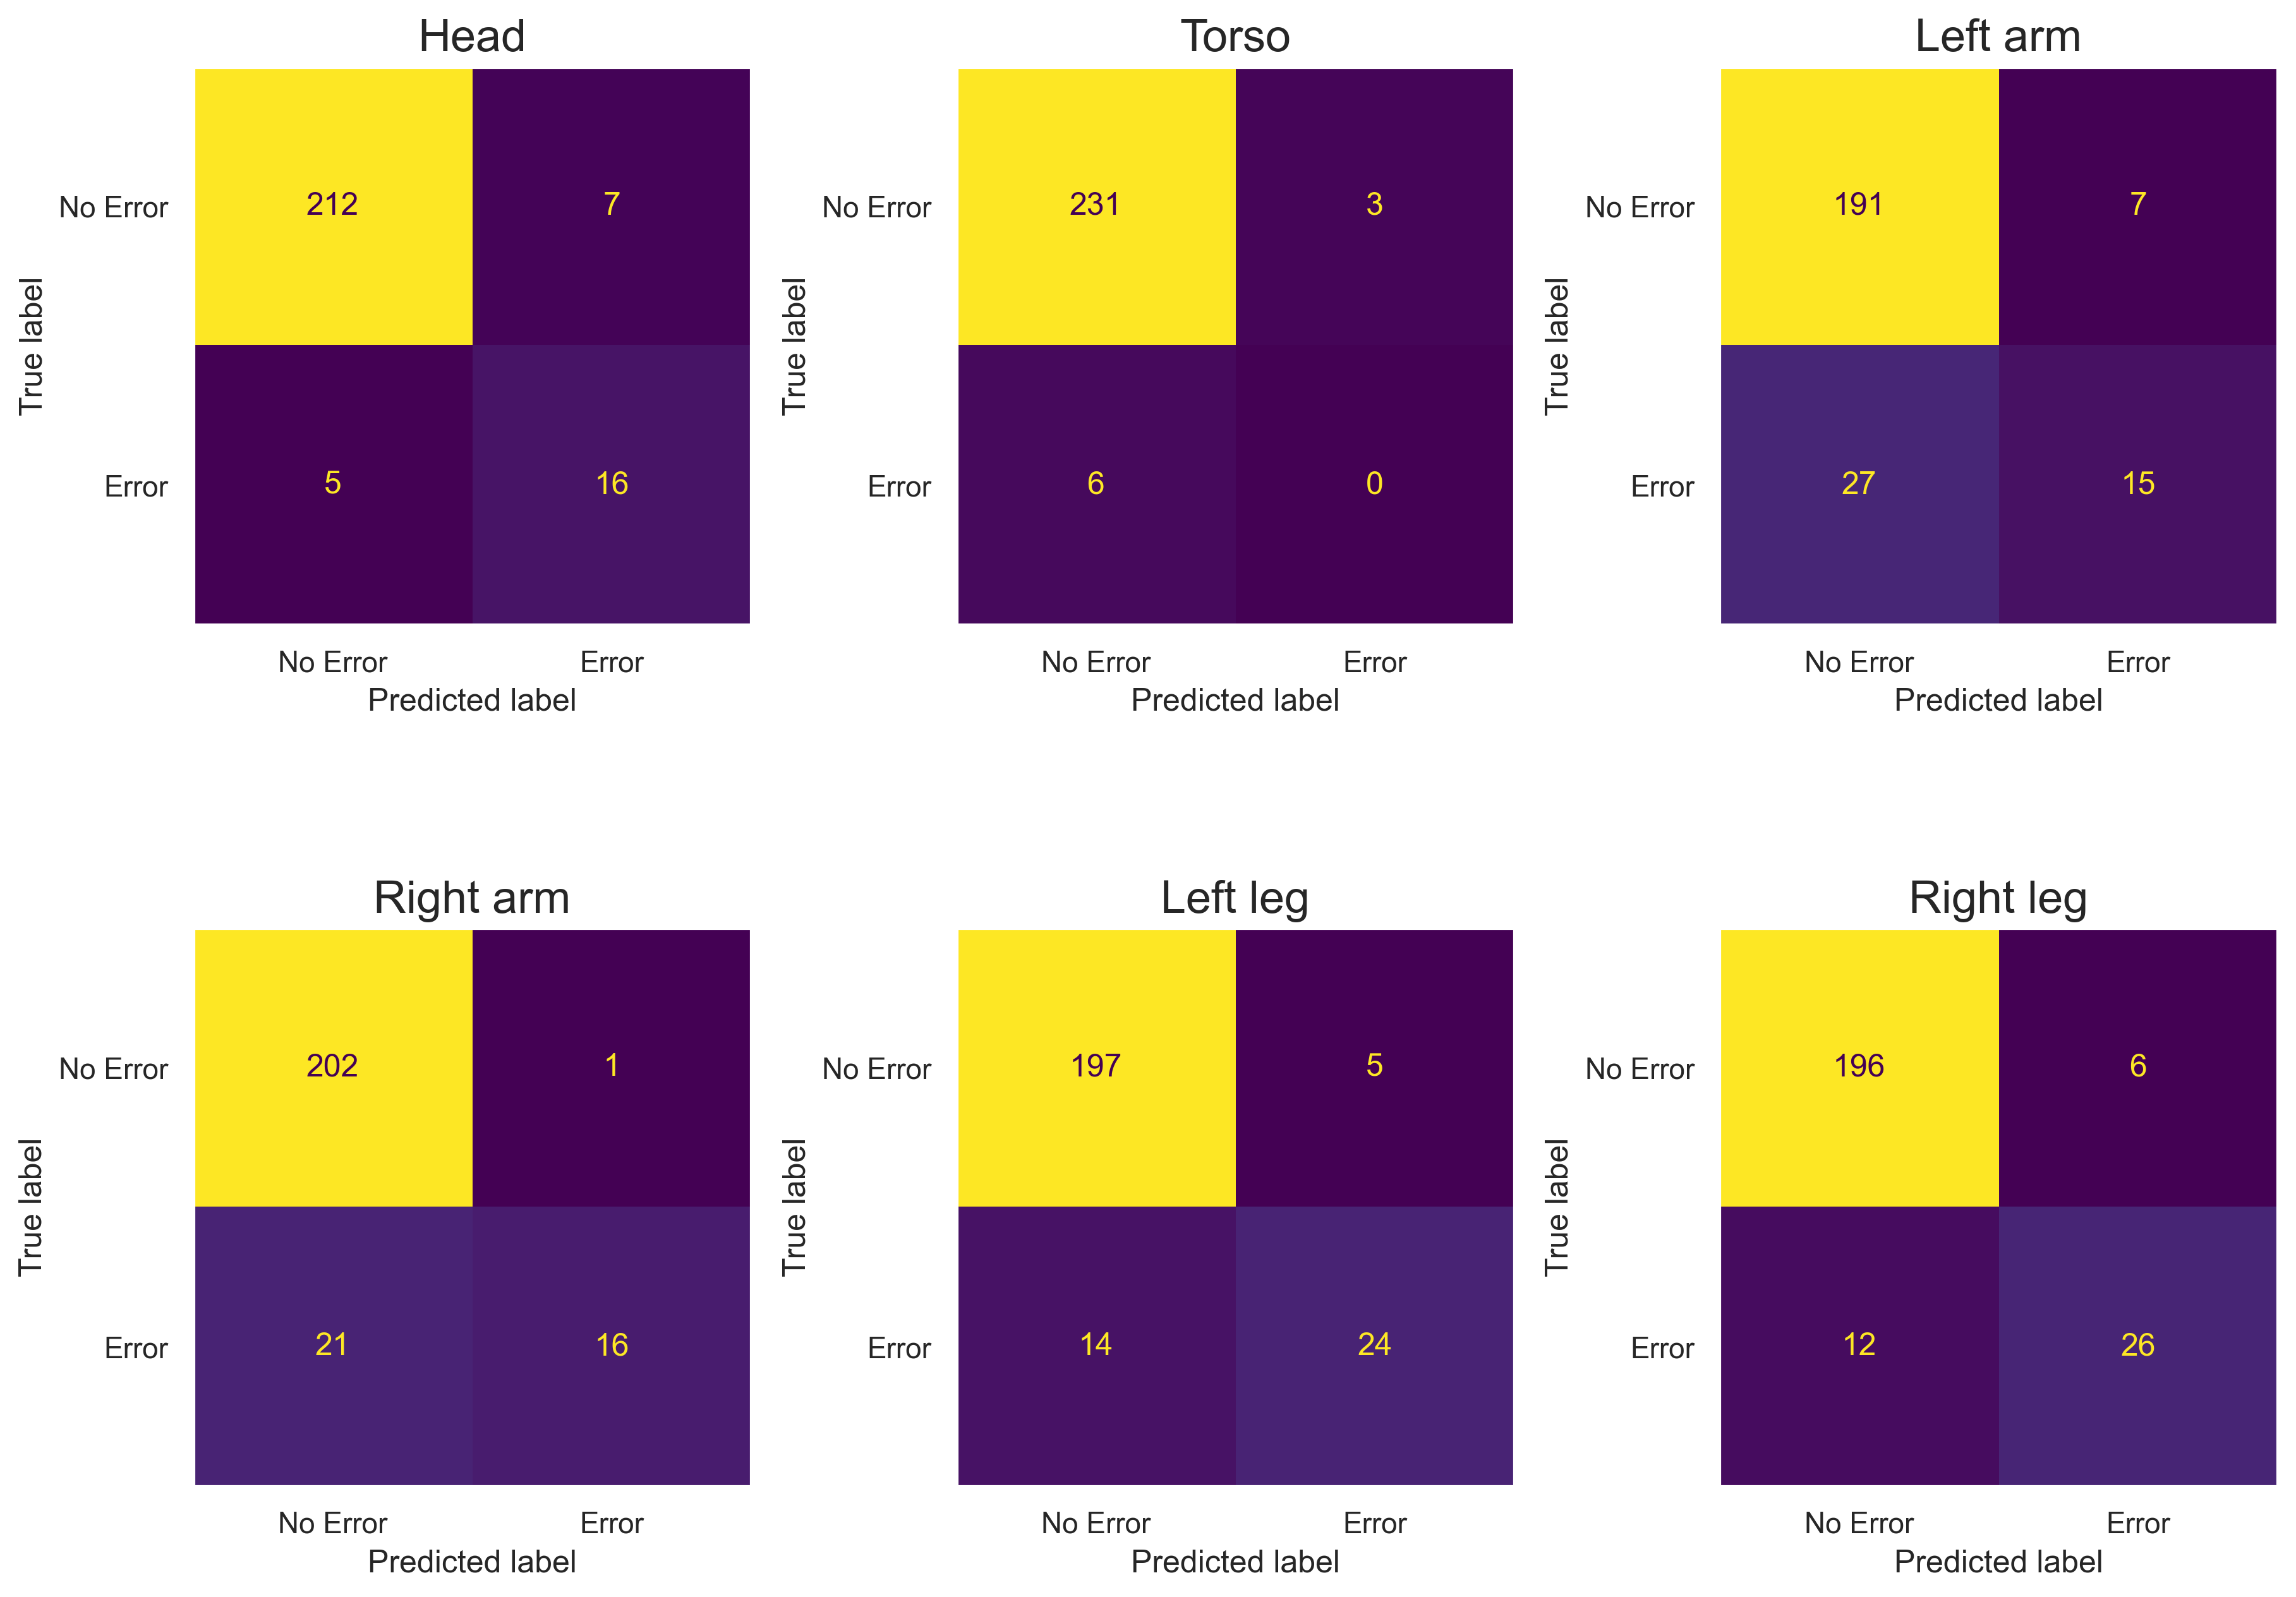 Head
No Error
212
7
True label
Error
5
16
No Error
Error
Predicted label
Torso
No Error
231
3
True label
Error
6
0
No Error
Error
Predicted label
Left arm
No Error
191
7
True label
Error
27
15
No Error
Error
Predicted label
Right arm
No Error
202
1
True label
Error
21
16
No Error
Error
Predicted label
Left leg
No Error
197
5
True label
Error
14
24
No Error
Error
Predicted label
Right leg
No Error
196
6
True label
Error
12
26
No Error
Error
Predicted label